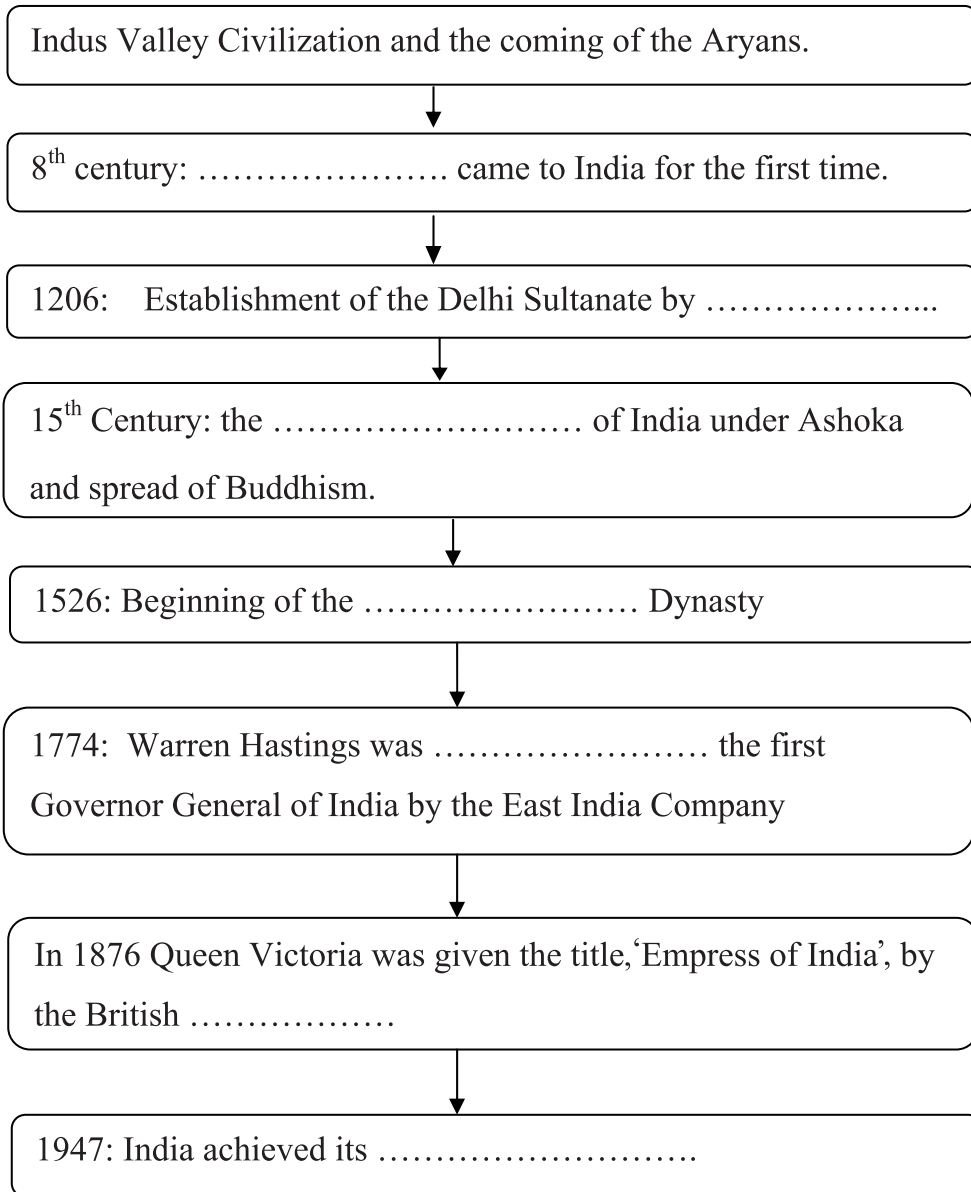 Indus Valley Civilization and the coming of the Aryans.
8th century: ………………….. came to India for the first time.
1206: Establishment of the Delhi Sultanate by ………………...
15th Century: the ………………………. of India under Ashoka
and spread of Buddhism.
1526: Beginning of the ……………………. Dynasty
1774: Warren Hastings was ……………………. the first
Governor General of India by the East India Company
In 1876 Queen Victoria was given the title, ‘Empress of India’, by
the British ………………
1947: India achieved its ……………………….